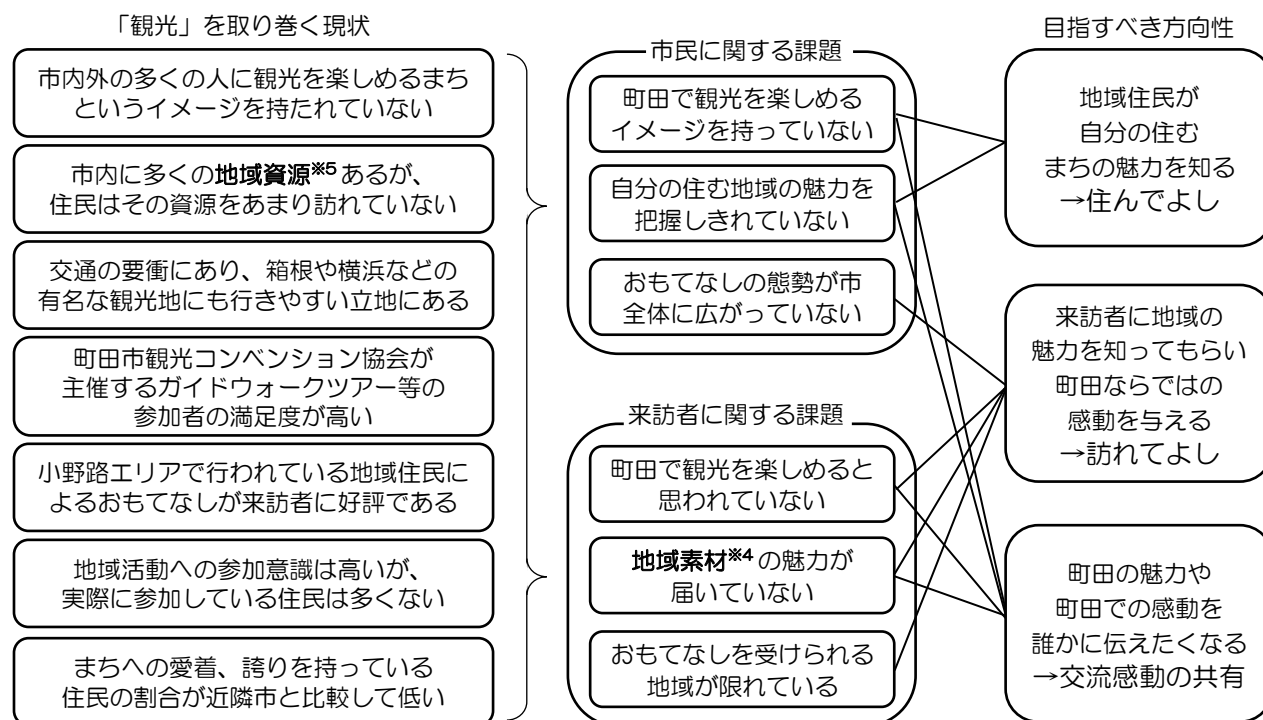 「観光」を取り巻く現状
市内外の多くの人に観光を楽しめるまち
というイメージを持たれていない
市内に多くの地域資源※5あるが、
住民はその資源をあまり訪れていない
交通の要衝にあり、箱根や横浜などの
有名な観光地にも行きやすい立地にある
町田市観光コンベンション協会が
主催するガイドウォークツアー等の
参加者の満足度が高い
小野路エリアで行われている地域住民に
よるおもてなしが来訪者に好評である
地域活動への参加意識は高いが、
実際に参加している住民は多くない
まちへの愛着、誇りを持っている
住民の割合が近隣市と比較して低い
市民に関する課題
町田で観光を楽しめる
イメージを持っていない
自分の住む地域の魅力を
把握しきれていない
おもてなしの態勢が市
全体に広がっていない
来訪者に関する課題
町田で観光を楽しめると
思われていない
地域素材※4の魅力が
届いていない
おもてなしを受けられる
地域が限れている
目指すべき方向性
地域住民が
自分の住む
まちの魅力を知る
→住んでよし
来訪者に地域の
魅力を知ってもらい
町田ならではの
感動を与える
→訪れてよし
町田の魅力や
町田での感動を
誰かに伝えたくなる
→交流感動の共有